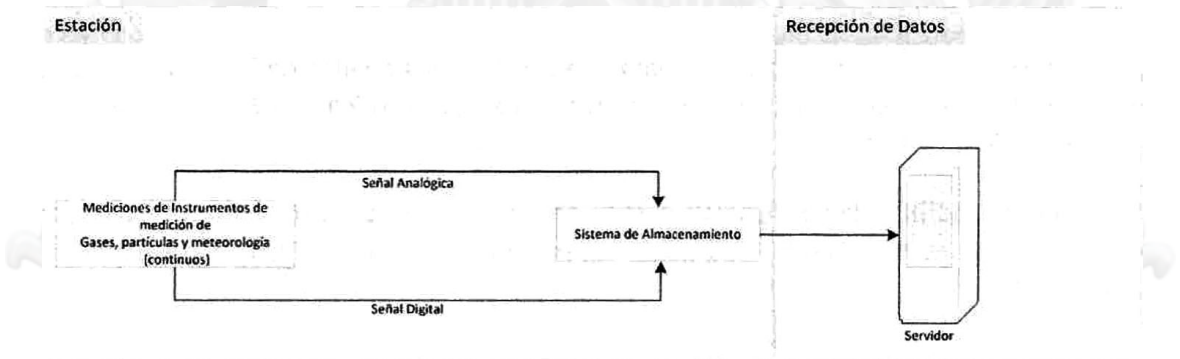 Estación
Recepción de Datos
Señal Analógica
Mediciones de Instrumentos de
medición de
Gases, partículas y meteorología
(continuos)
Sistema de Almacenamiento
Señal Digital
Servidor